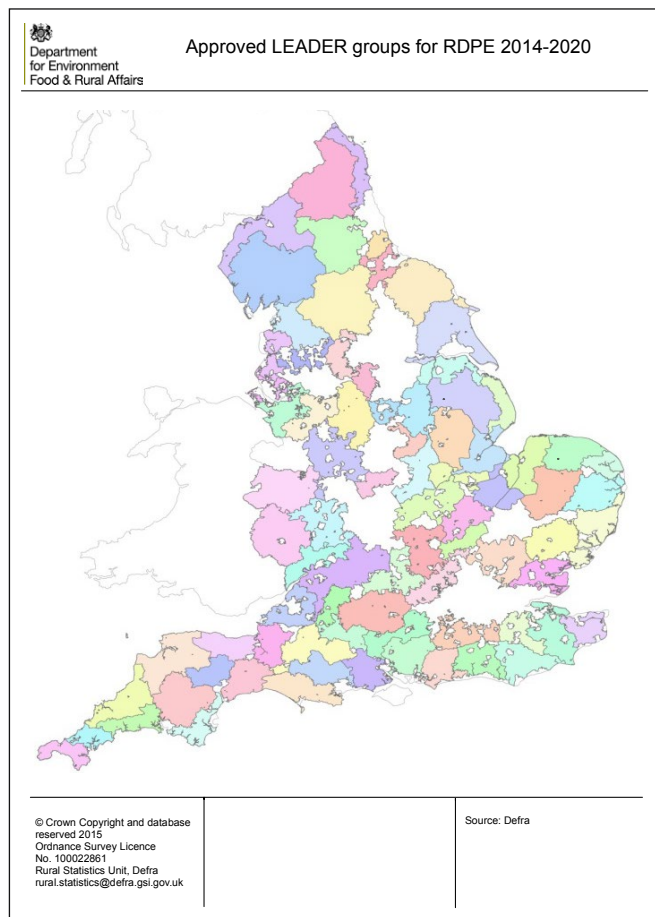 Department
for Environment
Food & Rural Affairs
Approved LEADER groups for RDPE 2014-2020
© Crown Copyright and database
reserved 2015
Ordnance Survey Licence
No. 100022861
Rural Statistics Unit, Defra
rural.statistics@defra.gsi.gov.uk
Source: Defra